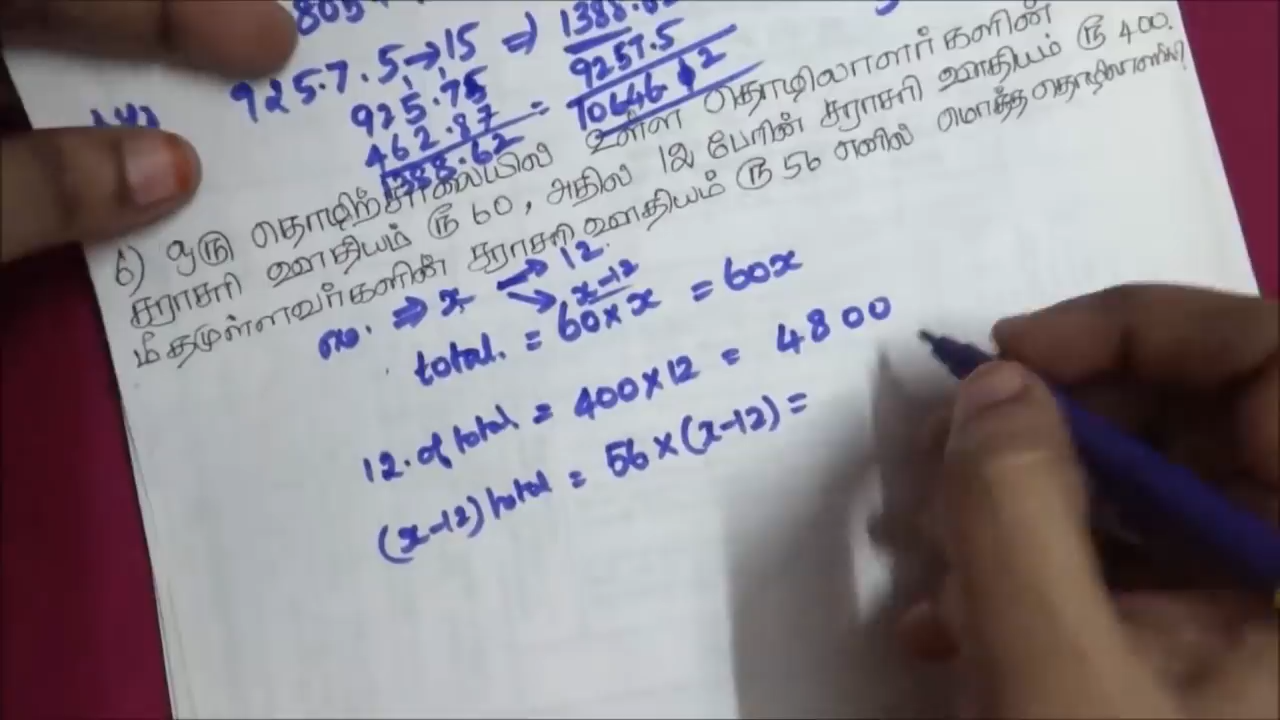 805
925.7.5→15 ⇒ 1388.62
925.75
462.87
1388.62 = 9257.5
10646.12
6) ஒரு தொழிற்சாலையில் உள்ள தொழிலாளர்களின்
சராசரி ஊதியம் ரூ 60, அதில் 12 பேரின் சராசரி ஊதியம் ரூ 400.
மீதமுள்ளவர்களின் சராசரி ஊதியம் ரூ 56 எனில் மொத்த
no. ⇒ x → 12
→ x-12
total. = 60×x = 60x
12. of total = 400×12 = 4800
(x-12) total = 56×(x-12) =